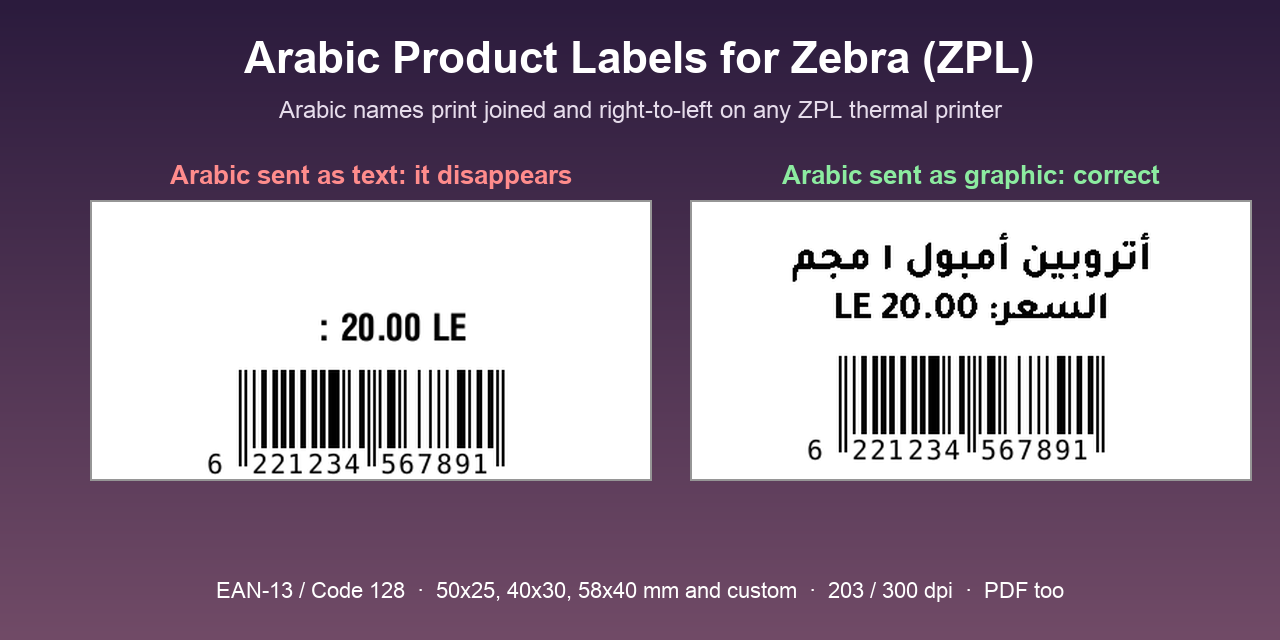 Arabic Product Labels for Zebra (ZPL)
Arabic names print joined and right-to-left on any ZPL thermal printer
Arabic sent as text: it disappears
: 20.00 LE
6 221234 567891
Arabic sent as graphic: correct
أتروبين أمبول ١ مجم
السعر: 20.00 LE
6 221234 567891
EAN-13 / Code 128 · 50x25, 40x30, 58x40 mm and custom · 203 / 300 dpi · PDF too